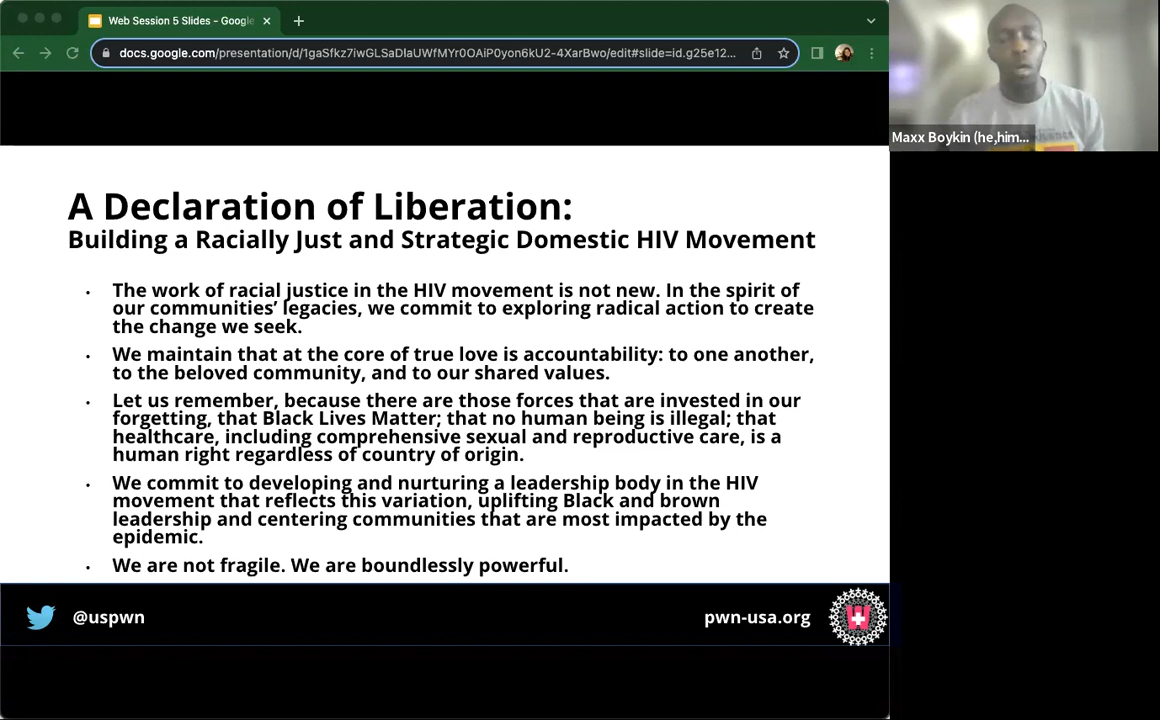 Web Session 5 Slides - Google
docs.google.com/presentation/d/1gaSfkz7iwGLSaDlaUWfMYr0OAiP0yon6kU2-4XarBwo/edit#slide=id.g25e12...
Maxx Boykin (he,him...
A Declaration of Liberation:
Building a Racially Just and Strategic Domestic HIV Movement
• The work of racial justice in the HIV movement is not new. In the spirit of
our communities’ legacies, we commit to exploring radical action to create
the change we seek.
• We maintain that at the core of true love is accountability: to one another,
to the beloved community, and to our shared values.
• Let us remember, because there are those forces that are invested in our
forgetting, that Black Lives Matter; that no human being is illegal; that
healthcare, including comprehensive sexual and reproductive care, is a
human right regardless of country of origin.
• We commit to developing and nurturing a leadership body in the HIV
movement that reflects this variation, uplifting Black and brown
leadership and centering communities that are most impacted by the
epidemic.
• We are not fragile. We are boundlessly powerful.
@uspwn
pwn-usa.org